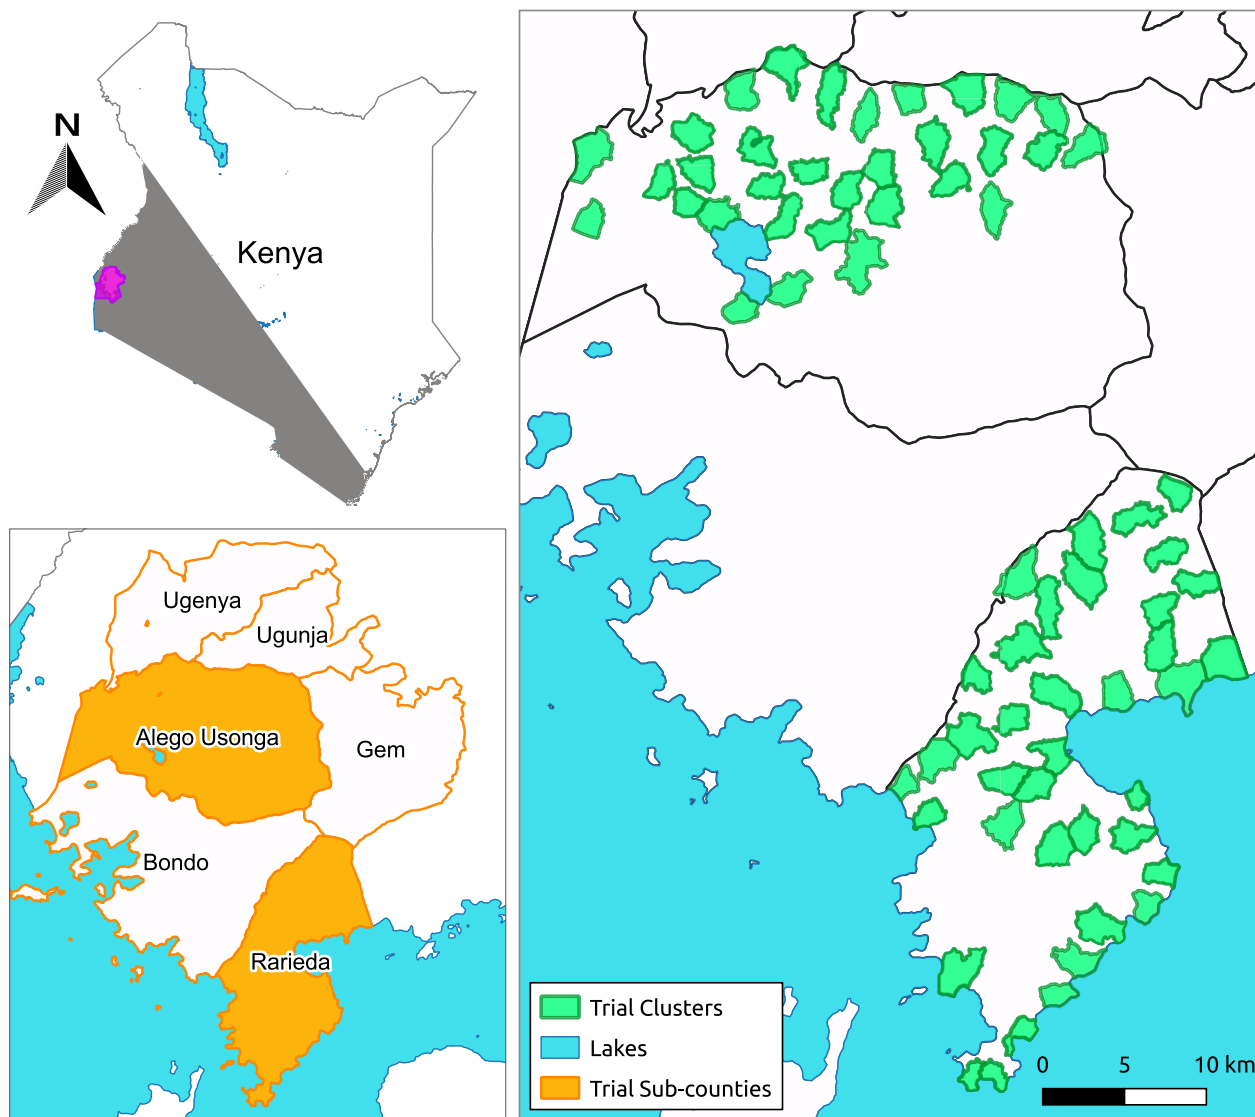 N
Kenya
Ugenya
Ugunja
Alego Usonga
Gem
Bondo
Rarieda
Trial Clusters
Lakes
Trial Sub-counties
0 5 10 km